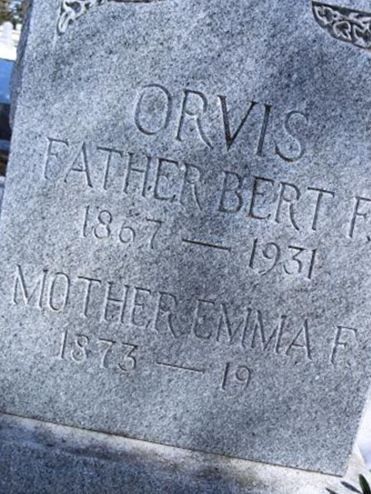 ORVIS
FATHER BERT F.
1867 — 1931
MOTHER EMMA F.
1873 — 19